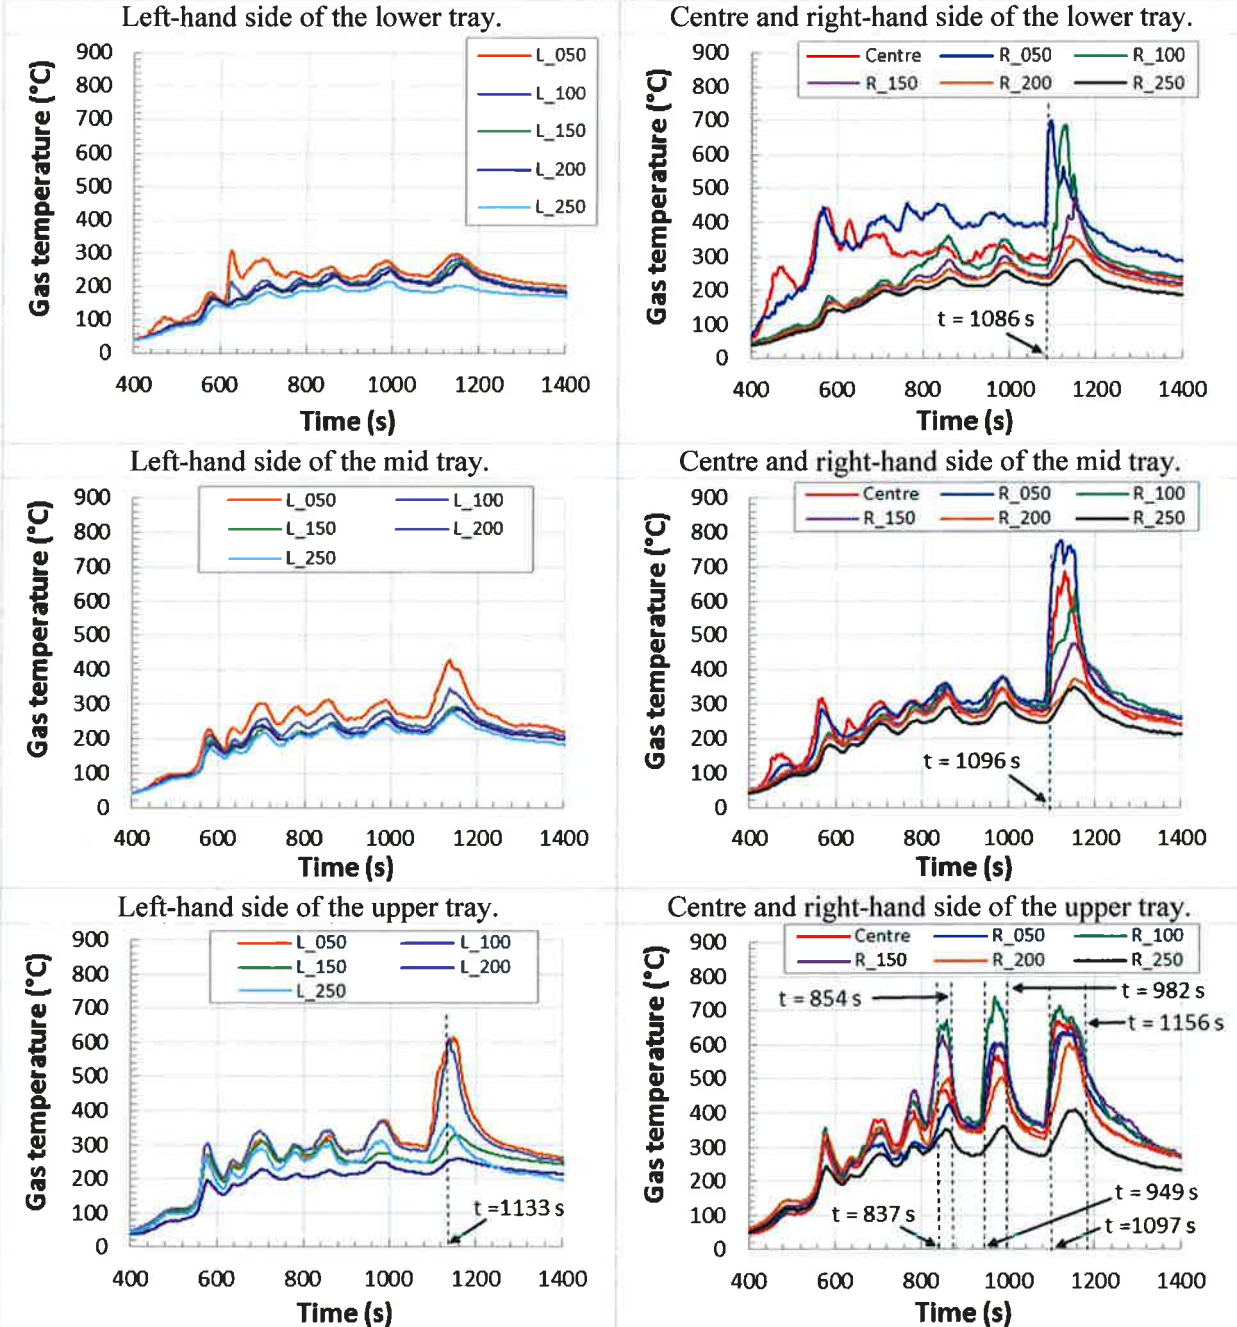 Left-hand side of the lower tray.
Gas temperature (°C)
900
800
700
600
500
400
300
200
100
0
L_050
L_100
L_150
L_200
L_250
400 600 800 1000 1200 1400
Time (s)
Centre and right-hand side of the lower tray.
Gas temperature (°C)
900
800
700
600
500
400
300
200
100
0
Centre R_050 R_100
R_150 R_200 R_250
t = 1086 s
400 600 800 1000 1200 1400
Time (s)
Left-hand side of the mid tray.
Gas temperature (°C)
900
800
700
600
500
400
300
200
100
0
L_050 L_100
L_150 L_200
L_250
400 600 800 1000 1200 1400
Time (s)
Centre and right-hand side of the mid tray.
Gas temperature (°C)
900
800
700
600
500
400
300
200
100
0
Centre R_050 R_100
R_150 R_200 R_250
t = 1096 s
400 600 800 1000 1200 1400
Time (s)
Left-hand side of the upper tray.
Gas temperature (°C)
900
800
700
600
500
400
300
200
100
0
L_050 L_100
L_150 L_200
L_250
t =1133 s
400 600 800 1000 1200 1400
Time (s)
Centre and right-hand side of the upper tray.
Gas temperature (°C)
900
800
700
600
500
400
300
200
100
0
Centre R_050 R_100
R_150 R_200 R_250
t = 854 s
t = 982 s
t = 1156 s
t = 949 s
t = 837 s
t =1097 s
400 600 800 1000 1200 1400
Time (s)